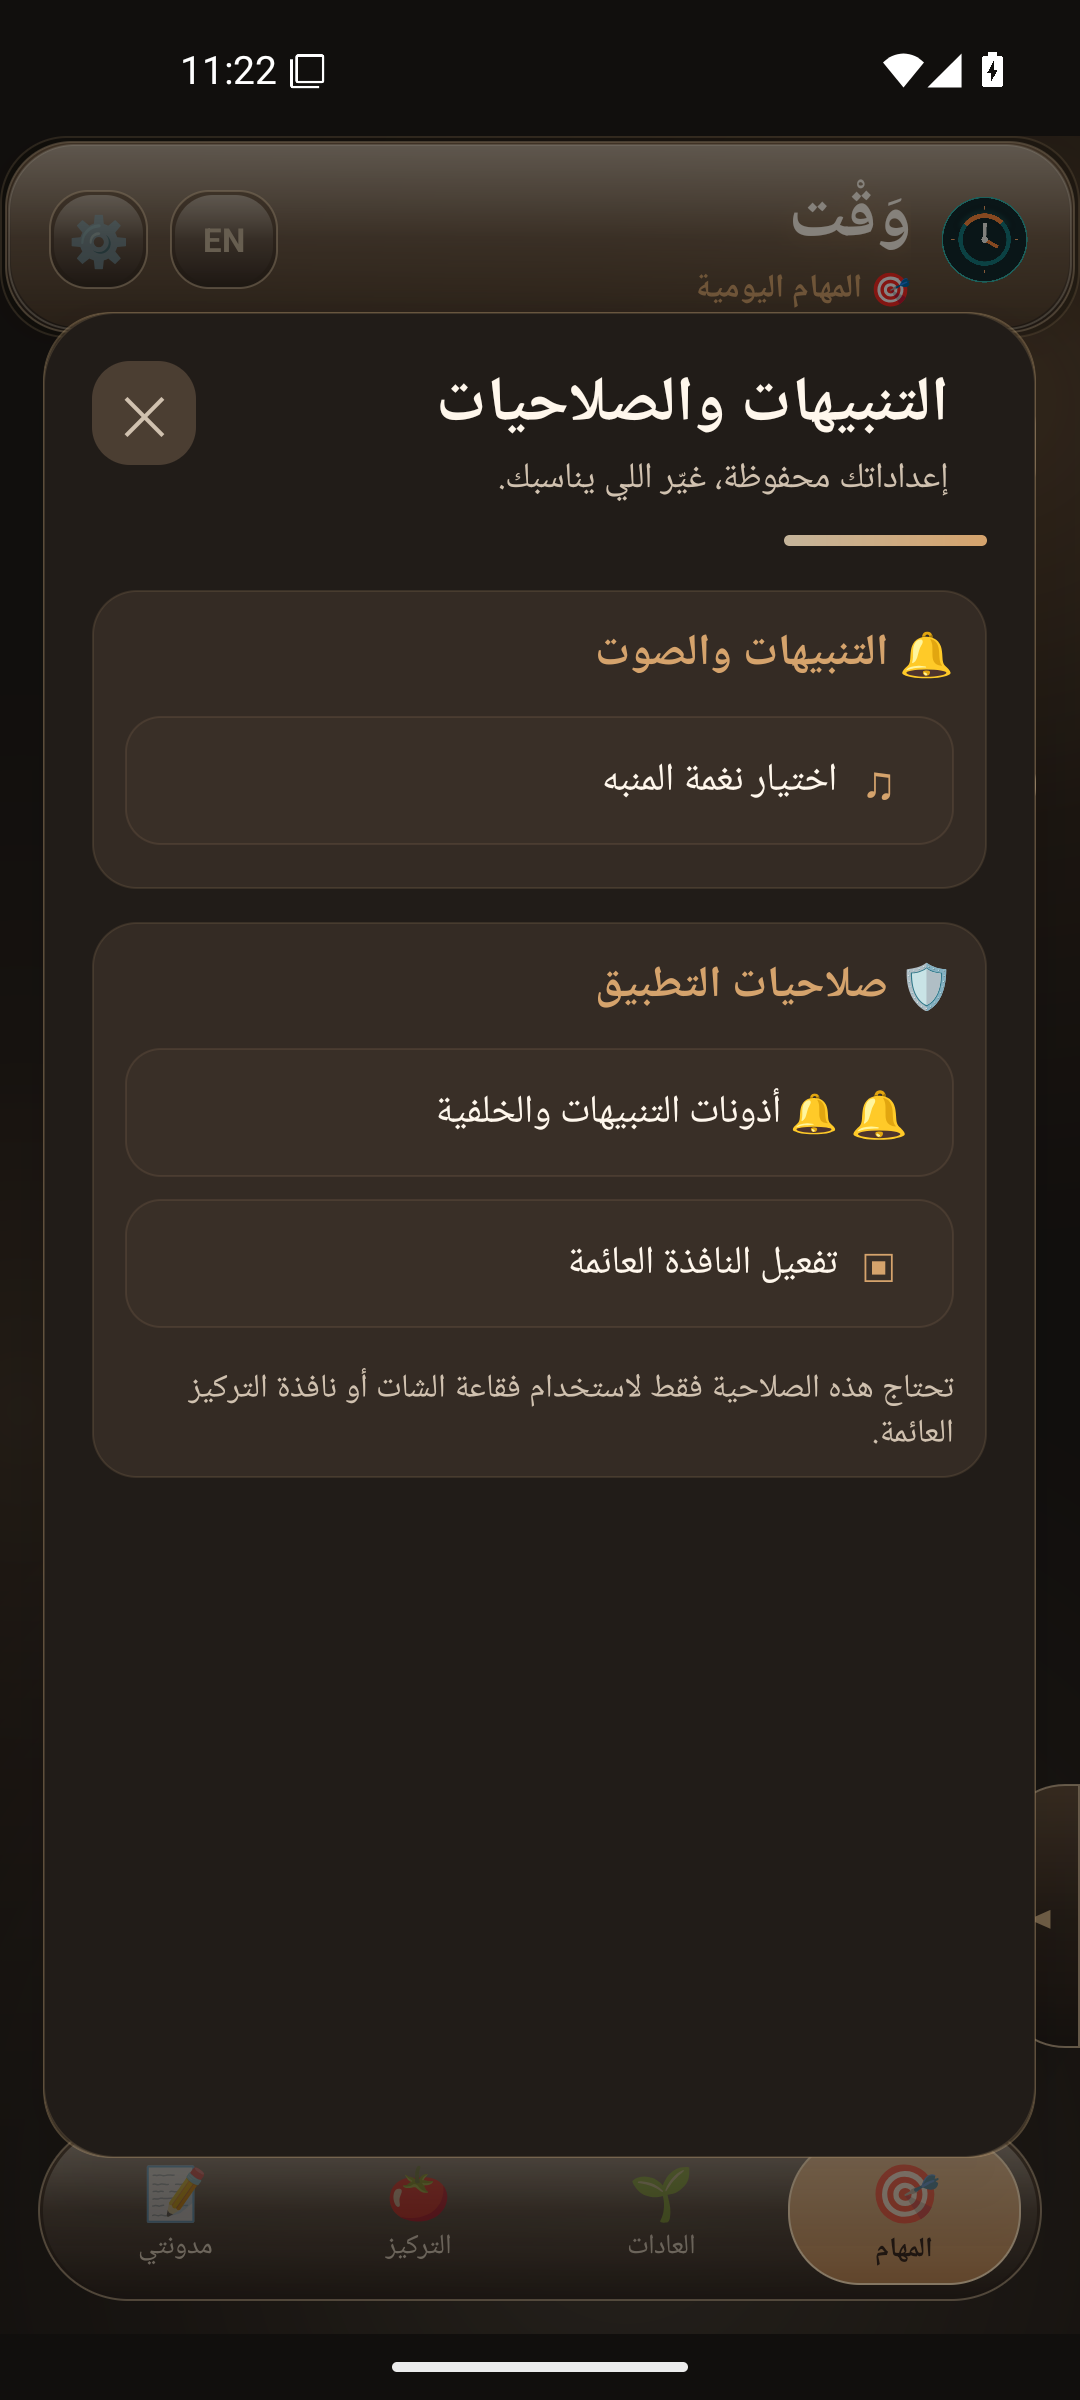 11:22
وَقْت
🎯 المهام اليومية
EN
التنبيهات والصلاحيات
إعداداتك محفوظة، غيّر اللي يناسبك.
🔔 التنبيهات والصوت
♫ اختيار نغمة المنبه
🛡️ صلاحيات التطبيق
🔔 🔔 أذونات التنبيهات والخلفية
▣ تفعيل النافذة العائمة
تحتاج هذه الصلاحية فقط لاستخدام فقاعة الشات أو نافذة التركيز
العائمة.
المهام
العادات
التركيز
مدونتي